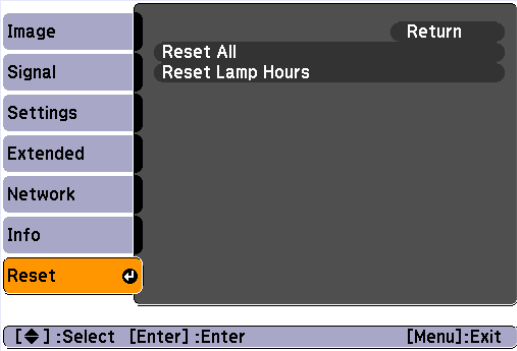 Image
Signal
Settings
Extended
Network
Info
Reset
Return
Reset All
Reset Lamp Hours
[◆] :Select [Enter] :Enter [Menu]:Exit